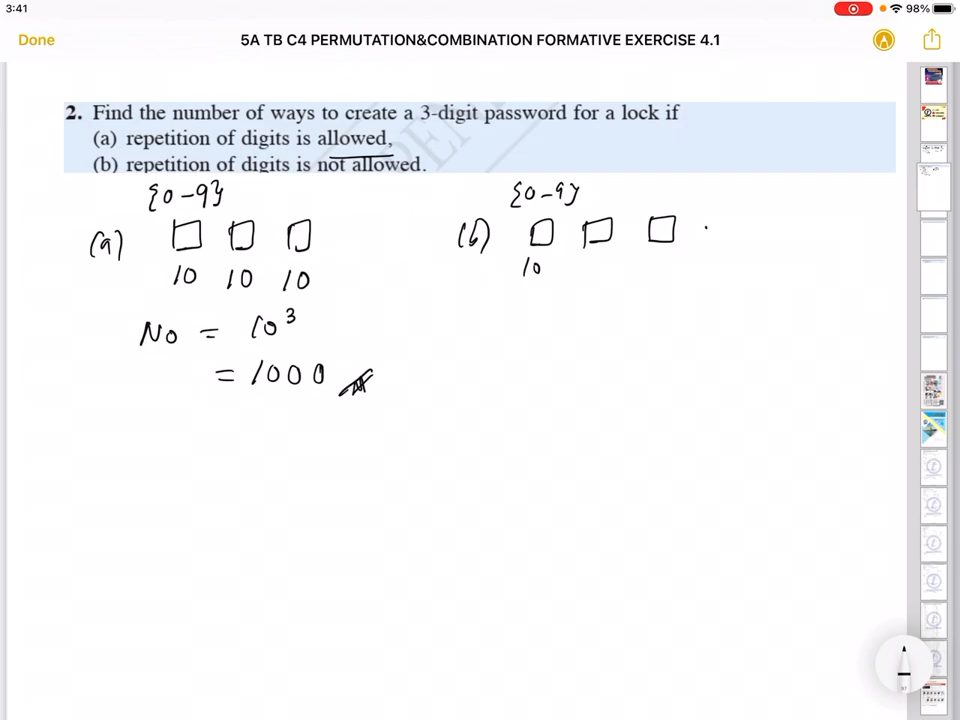 3:41
98%
Done
5A TB C4 PERMUTATION&COMBINATION FORMATIVE EXERCISE 4.1
2. Find the number of ways to create a 3-digit password for a lock if
(a) repetition of digits is allowed,
(b) repetition of digits is not allowed.
{0-9}
(a)
10 10 10
No = 10³
= 1000
{0-9}
(b)
10